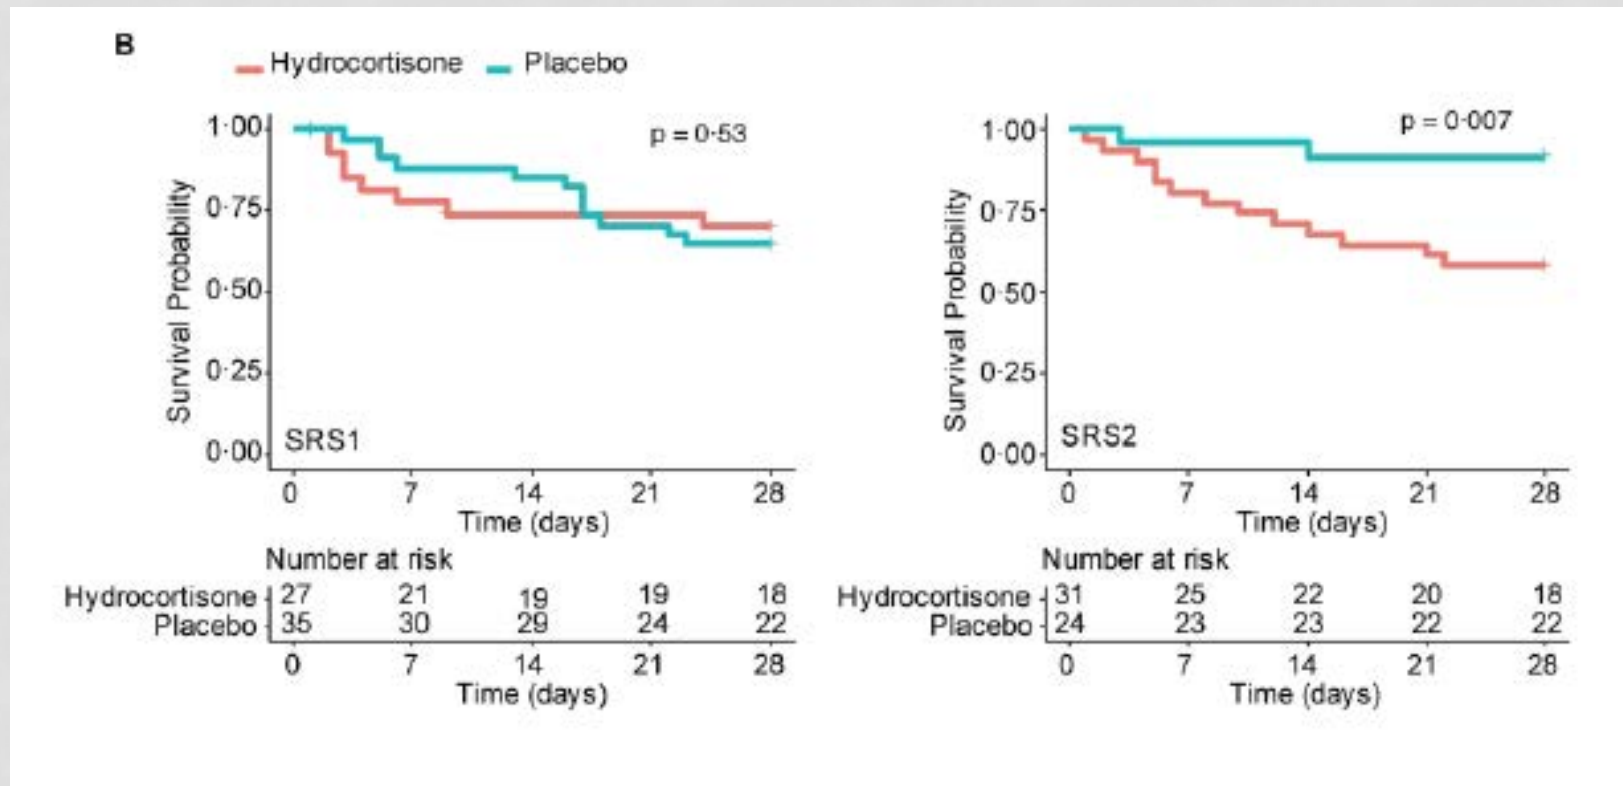 B
Hydrocortisone Placebo
1·00
0·75
0·50
0·25
0·00
Survival Probability
p = 0·53
SRS1
0 7 14 21 28
Time (days)
Number at risk
Hydrocortisone 27 21 19 19 18
Placebo 35 30 29 24 22
0 7 14 21 28
Time (days)
1·00
0·75
0·50
0·25
0·00
Survival Probability
p = 0·007
SRS2
0 7 14 21 28
Time (days)
Number at risk
Hydrocortisone 31 25 22 20 18
Placebo 24 23 23 22 22
0 7 14 21 28
Time (days)